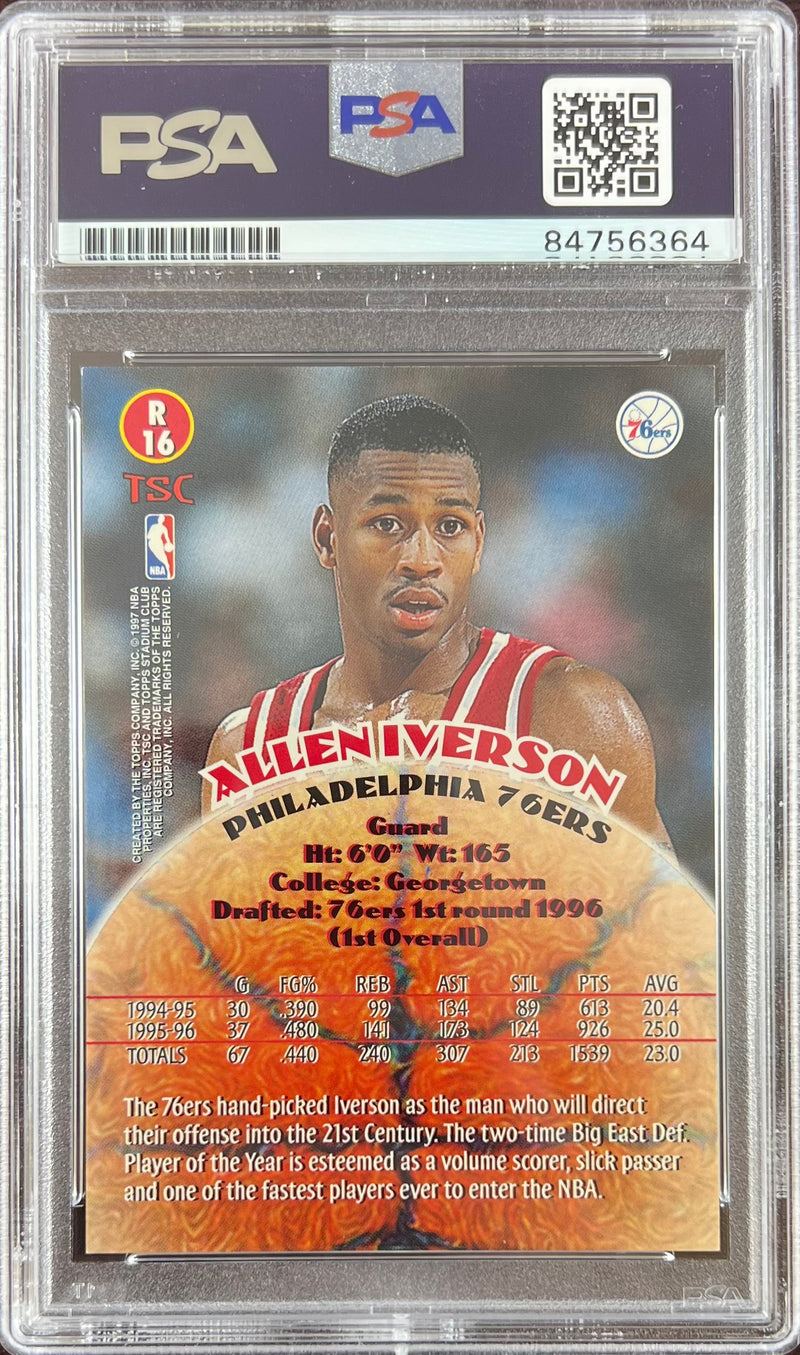 PSA
PSA
84756364
R
16
76ers
TSC
NBA
CREATED BY THE TOPPS COMPANY, INC. © 1997 NBA
PROPERTIES, INC. TSC AND TOPPS STADIUM CLUB
ARE REGISTERED TRADEMARKS OF THE TOPPS
COMPANY, INC. ALL RIGHTS RESERVED.
ALLEN IVERSON
PHILADELPHIA 76ERS
Guard
Ht: 6'0" Wt: 165
College: Georgetown
Drafted: 76ers 1st round 1996
(1st Overall)
G FG% REB AST STL PTS AVG
1994-95 30 .390 99 134 89 613 20.4
1995-96 37 .480 141 173 124 926 25.0
TOTALS 67 .440 240 307 213 1539 23.0
The 76ers hand-picked Iverson as the man who will direct
their offense into the 21st Century. The two-time Big East Def.
Player of the Year is esteemed as a volume scorer, slick passer
and one of the fastest players ever to enter the NBA.
PSA